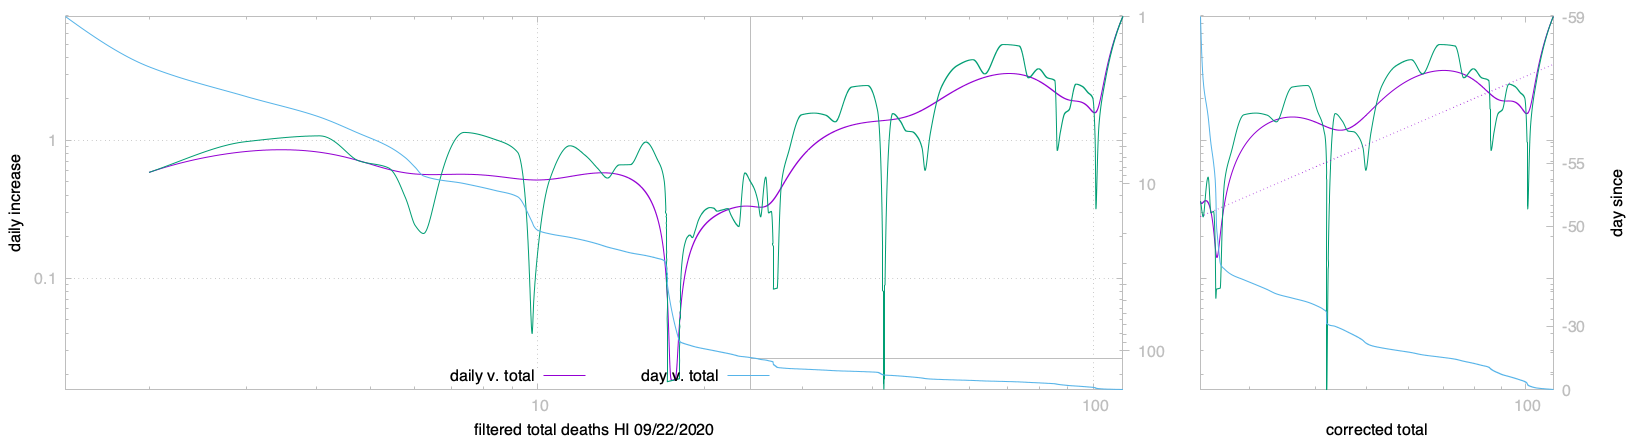 1
-59
1
daily increase
-55
10
day since
-50
0.1
-30
100
daily v. total
day v. total
0
10
100
100
filtered total deaths HI 09/22/2020
corrected total